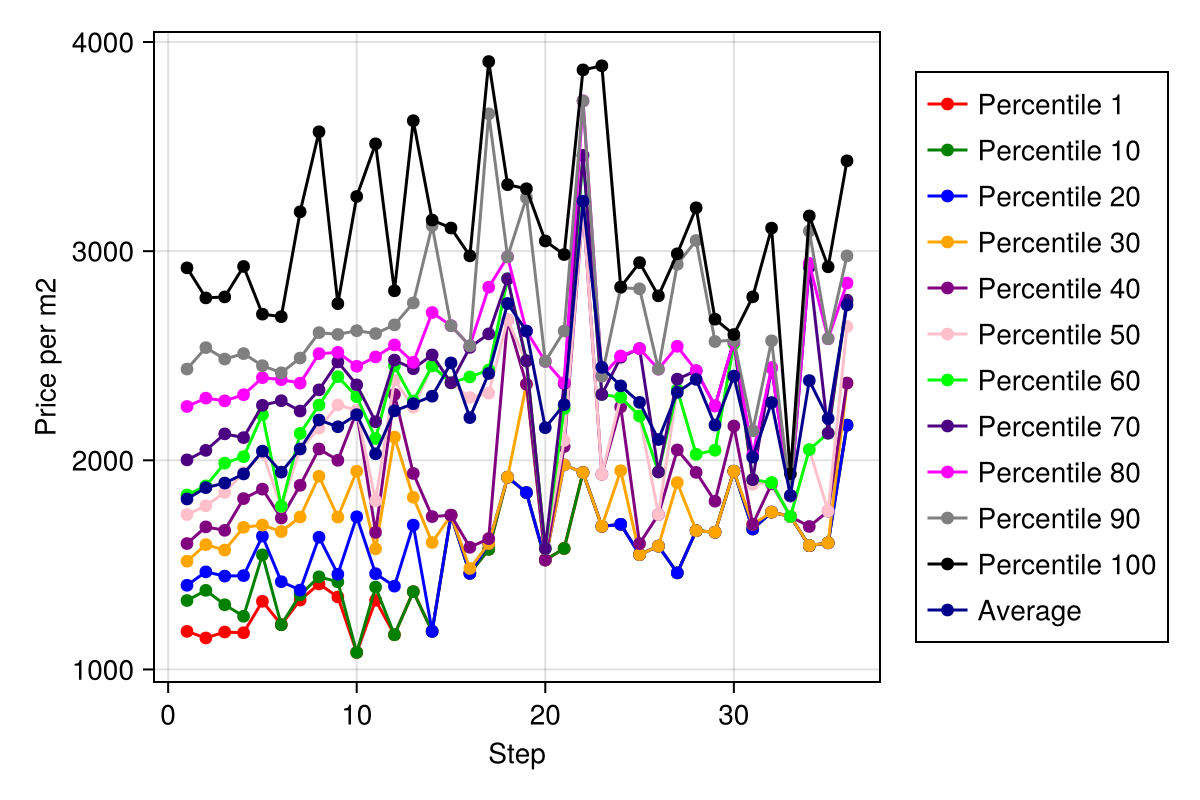 4000
3000
2000
1000
Price per m2
0 10 20 30
Step
Percentile 1
Percentile 10
Percentile 20
Percentile 30
Percentile 40
Percentile 50
Percentile 60
Percentile 70
Percentile 80
Percentile 90
Percentile 100
Average